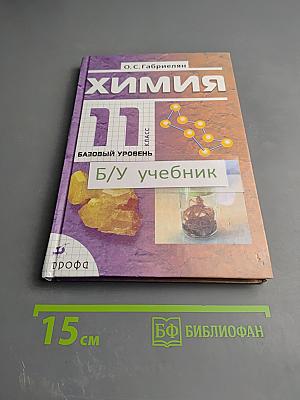 О. С. Габриелян
ХИМИЯ
11
КЛАСС
БАЗОВЫЙ УРОВЕНЬ
Б/У учебник
дрофа
15 см
БФ БИБЛИОФАН